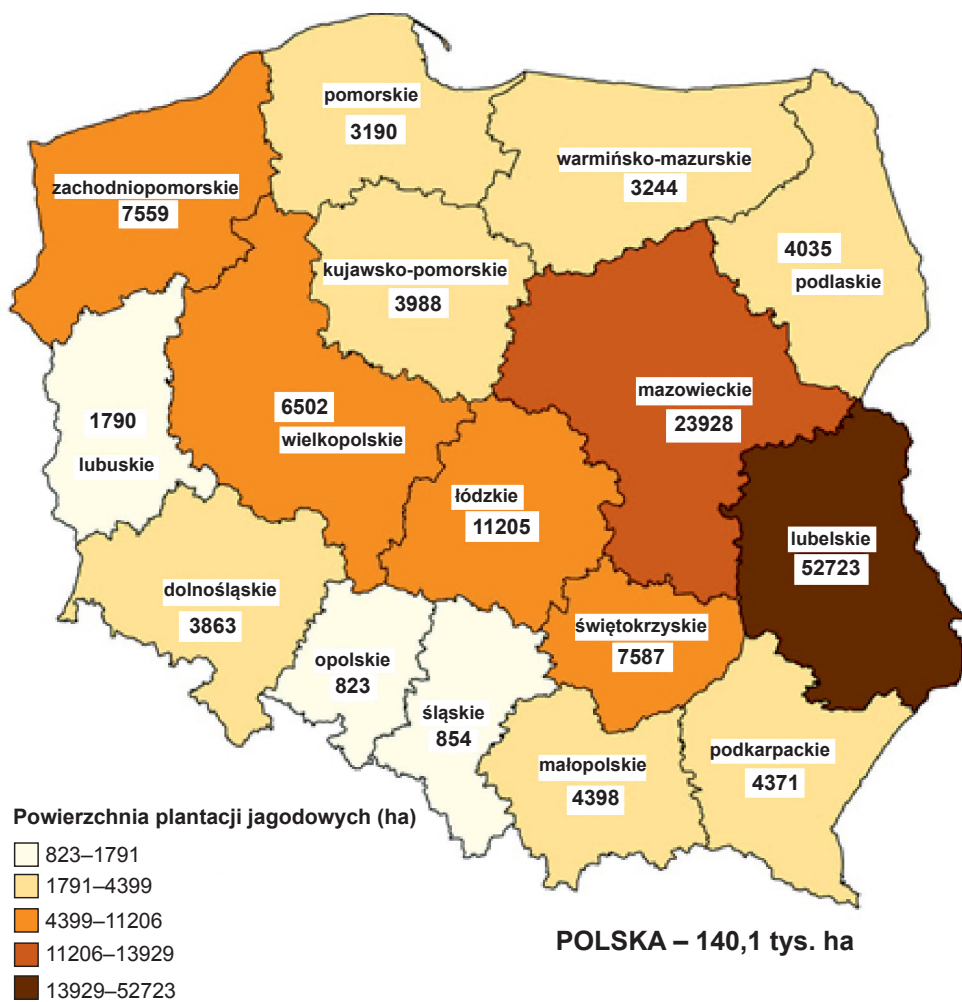 pomorskie
3190
warmińsko-mazurskie
3244
zachodniopomorskie
7559
kujawsko-pomorskie
3988
4035
podlaskie
mazowieckie
23928
1790
lubuskie
6502
wielkopolskie
łódzkie
11205
lubelskie
52723
dolnośląskie
3863
świętokrzyskie
7587
opolskie
823
śląskie
854
małopolskie
4398
podkarpackie
4371
Powierzchnia plantacji jagodowych (ha)
823–1791
1791–4399
4399–11206
11206–13929
13929–52723
POLSKA – 140,1 tys. ha